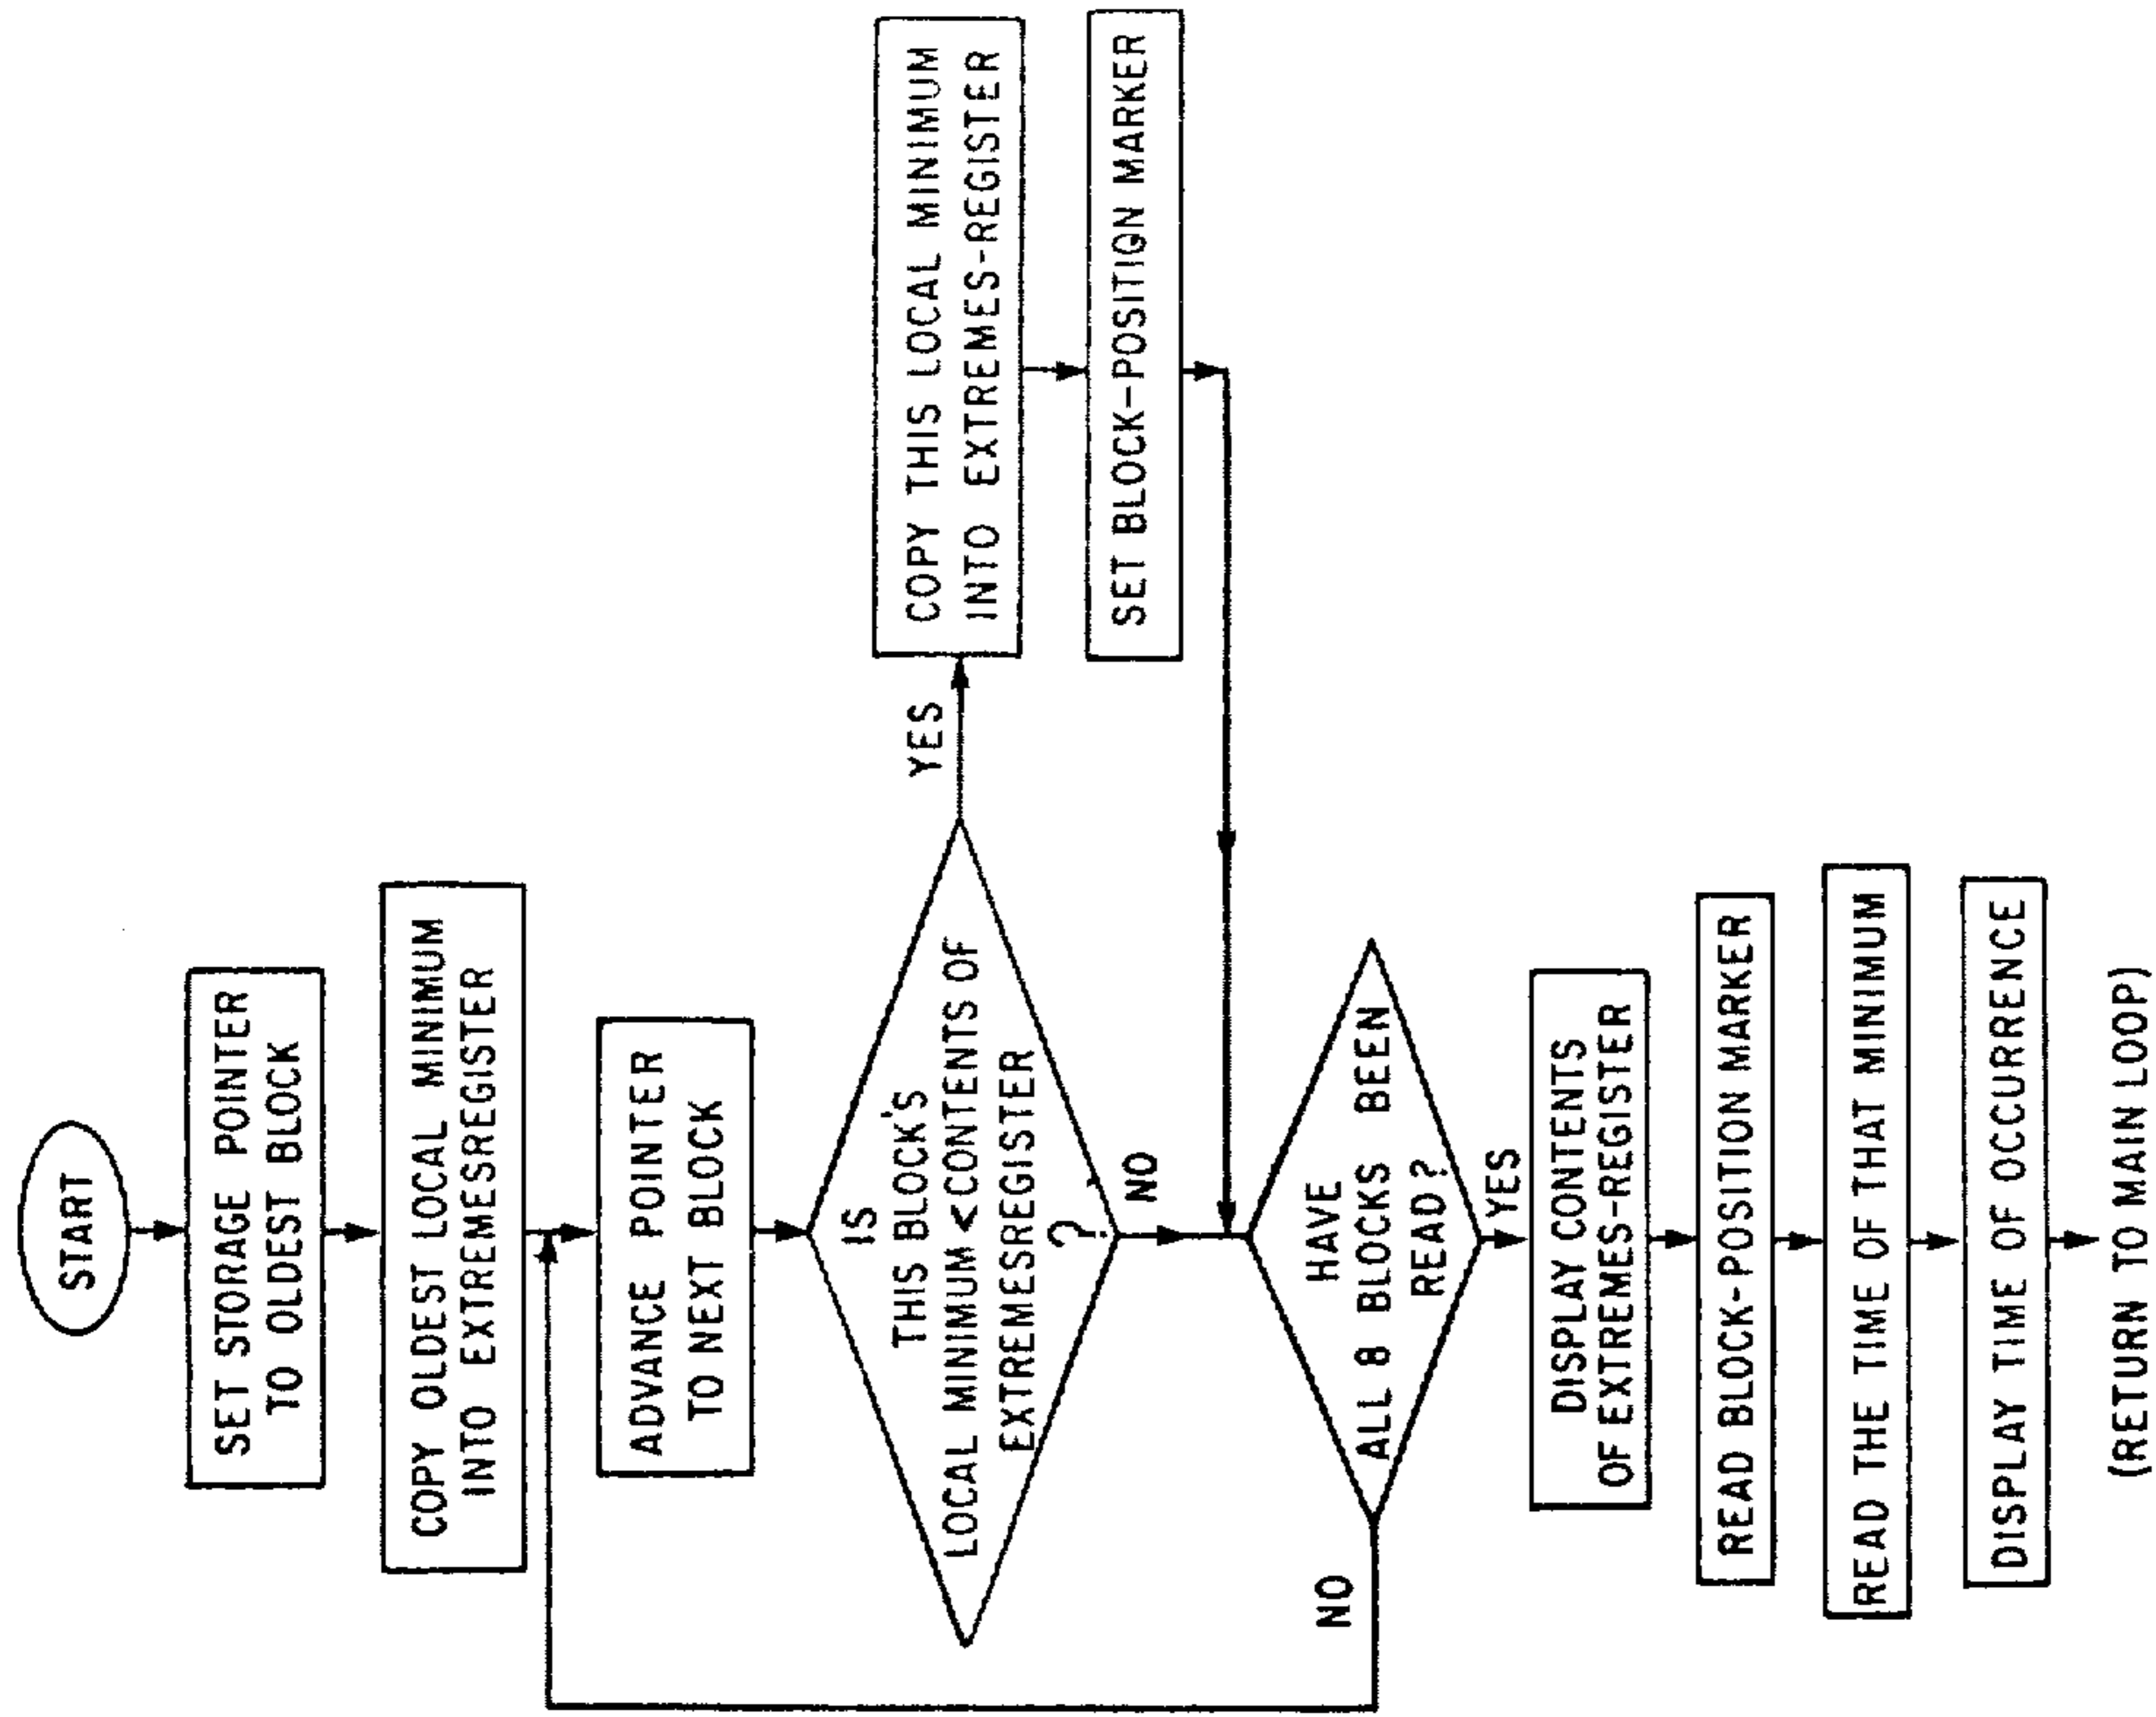 START
SET STORAGE POINTER
TO OLDEST BLOCK
COPY OLDEST LOCAL MINIMUM
INTO EXTREMESREGISTER
ADVANCE POINTER
TO NEXT BLOCK
IS
THIS BLOCK'S
LOCAL MINIMUM < CONTENTS OF
EXTREMESREGISTER
?
YES
COPY THIS LOCAL MINIMUM
INTO EXTREMES-REGISTER
SET BLOCK-POSITION MARKER
NO
HAVE
ALL 8 BLOCKS BEEN
READ?
NO
YES
DISPLAY CONTENTS
OF EXTREMES-REGISTER
READ BLOCK-POSITION MARKER
READ THE TIME OF THAT MINIMUM
DISPLAY TIME OF OCCURRENCE
(RETURN TO MAIN LOOP)